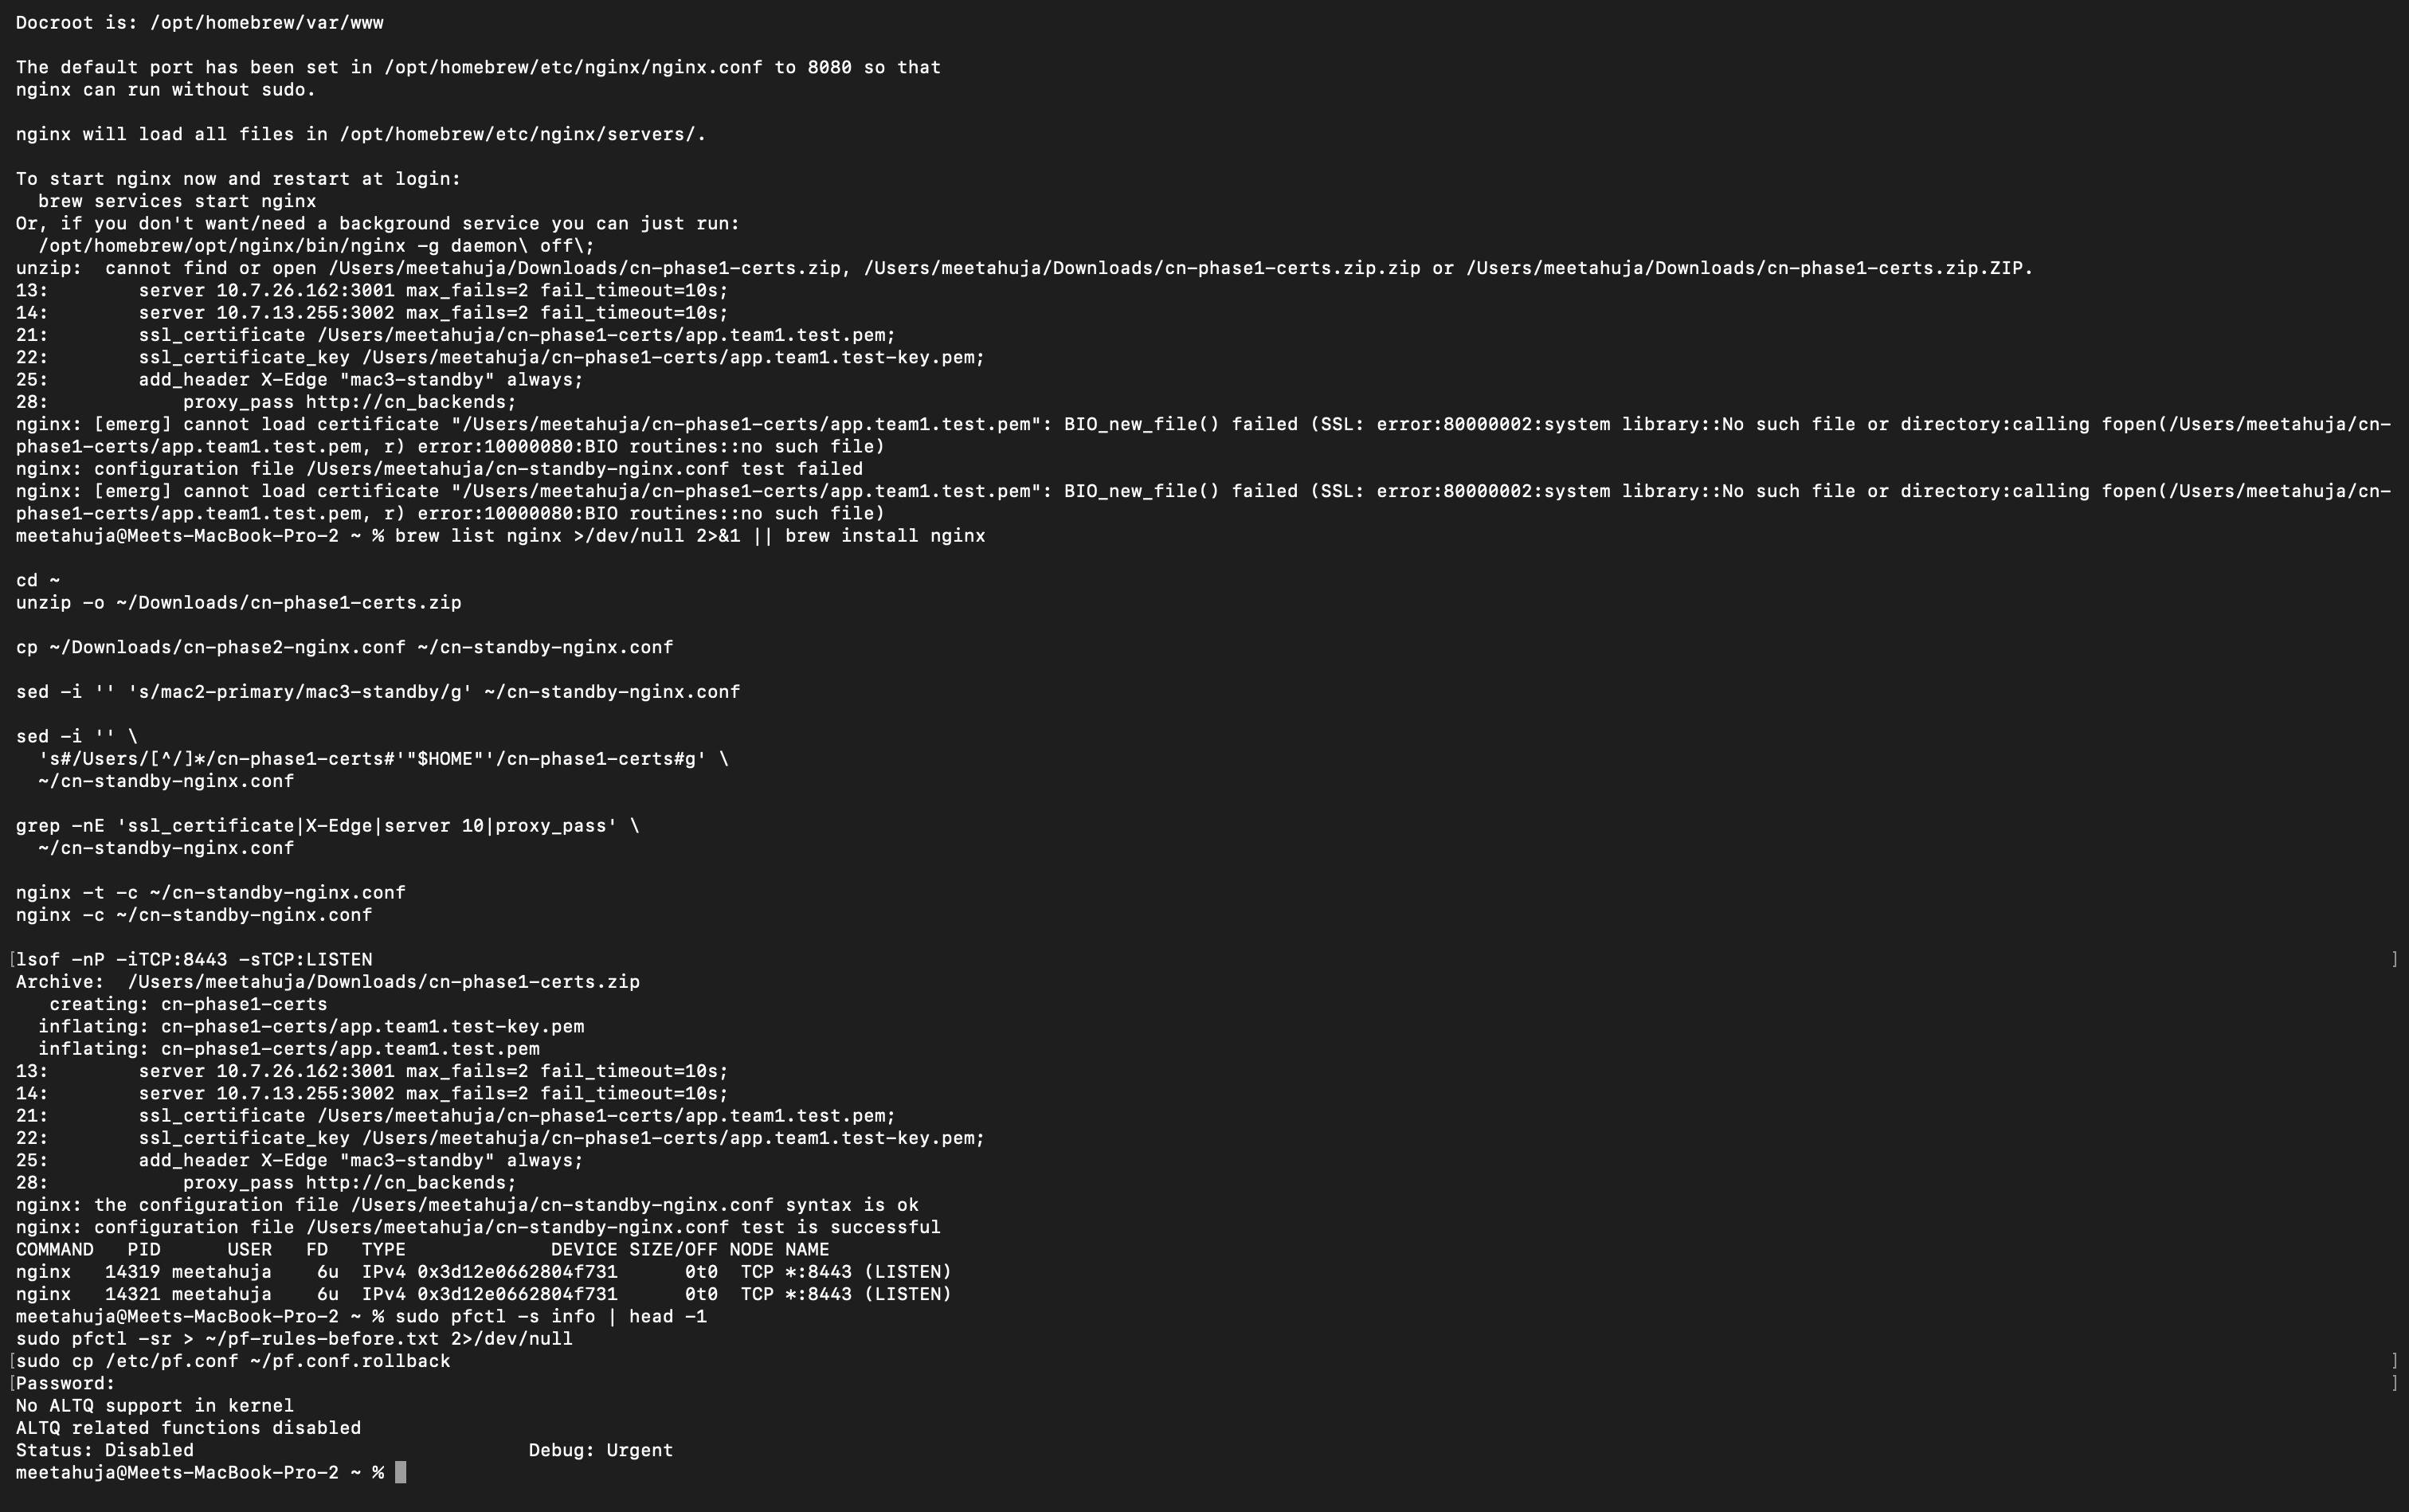 Docroot is: /opt/homebrew/var/www
The default port has been set in /opt/homebrew/etc/nginx/nginx.conf to 8080 so that
nginx can run without sudo.
nginx will load all files in /opt/homebrew/etc/nginx/servers/.
To start nginx now and restart at login:
  brew services start nginx
Or, if you don't want/need a background service you can just run:
  /opt/homebrew/opt/nginx/bin/nginx -g daemon\ off\;
unzip:  cannot find or open /Users/meetahuja/Downloads/cn-phase1-certs.zip, /Users/meetahuja/Downloads/cn-phase1-certs.zip.zip or /Users/meetahuja/Downloads/cn-phase1-certs.zip.ZIP.
13:        server 10.7.26.162:3001 max_fails=2 fail_timeout=10s;
14:        server 10.7.13.255:3002 max_fails=2 fail_timeout=10s;
21:        ssl_certificate /Users/meetahuja/cn-phase1-certs/app.team1.test.pem;
22:        ssl_certificate_key /Users/meetahuja/cn-phase1-certs/app.team1.test-key.pem;
25:        add_header X-Edge "mac3-standby" always;
28:            proxy_pass http://cn_backends;
nginx: [emerg] cannot load certificate "/Users/meetahuja/cn-phase1-certs/app.team1.test.pem": BIO_new_file() failed (SSL: error:80000002:system library::No such file or directory:calling fopen(/Users/meetahuja/cn-
phase1-certs/app.team1.test.pem, r) error:10000080:BIO routines::no such file)
nginx: configuration file /Users/meetahuja/cn-standby-nginx.conf test failed
nginx: [emerg] cannot load certificate "/Users/meetahuja/cn-phase1-certs/app.team1.test.pem": BIO_new_file() failed (SSL: error:80000002:system library::No such file or directory:calling fopen(/Users/meetahuja/cn-
phase1-certs/app.team1.test.pem, r) error:10000080:BIO routines::no such file)
meetahuja@Meets-MacBook-Pro-2 ~ % brew list nginx >/dev/null 2>&1 || brew install nginx
cd ~
unzip -o ~/Downloads/cn-phase1-certs.zip
cp ~/Downloads/cn-phase2-nginx.conf ~/cn-standby-nginx.conf
sed -i '' 's/mac2-primary/mac3-standby/g' ~/cn-standby-nginx.conf
sed -i '' \
  's#/Users/[^/]*/cn-phase1-certs#'"$HOME"'/cn-phase1-certs#g' \
  ~/cn-standby-nginx.conf
grep -nE 'ssl_certificate|X-Edge|server 10|proxy_pass' \
  ~/cn-standby-nginx.conf
nginx -t -c ~/cn-standby-nginx.conf
nginx -c ~/cn-standby-nginx.conf
[lsof -nP -iTCP:8443 -sTCP:LISTEN ]
Archive:  /Users/meetahuja/Downloads/cn-phase1-certs.zip
   creating: cn-phase1-certs
  inflating: cn-phase1-certs/app.team1.test-key.pem
  inflating: cn-phase1-certs/app.team1.test.pem
13:        server 10.7.26.162:3001 max_fails=2 fail_timeout=10s;
14:        server 10.7.13.255:3002 max_fails=2 fail_timeout=10s;
21:        ssl_certificate /Users/meetahuja/cn-phase1-certs/app.team1.test.pem;
22:        ssl_certificate_key /Users/meetahuja/cn-phase1-certs/app.team1.test-key.pem;
25:        add_header X-Edge "mac3-standby" always;
28:            proxy_pass http://cn_backends;
nginx: the configuration file /Users/meetahuja/cn-standby-nginx.conf syntax is ok
nginx: configuration file /Users/meetahuja/cn-standby-nginx.conf test is successful
COMMAND   PID      USER   FD   TYPE             DEVICE SIZE/OFF NODE NAME
nginx   14319 meetahuja    6u  IPv4 0x3d12e0662804f731      0t0  TCP *:8443 (LISTEN)
nginx   14321 meetahuja    6u  IPv4 0x3d12e0662804f731      0t0  TCP *:8443 (LISTEN)
meetahuja@Meets-MacBook-Pro-2 ~ % sudo pfctl -s info | head -1
sudo pfctl -sr > ~/pf-rules-before.txt 2>/dev/null
[sudo cp /etc/pf.conf ~/pf.conf.rollback ]
[Password: ]
No ALTQ support in kernel
ALTQ related functions disabled
Status: Disabled                              Debug: Urgent
meetahuja@Meets-MacBook-Pro-2 ~ %